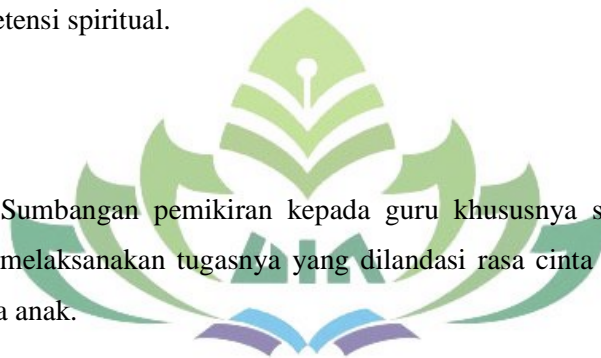 etensi spiritual.
Sumbangan pemikiran kepada guru khususnya s
melaksanakan tugasnya yang dilandasi rasa cinta
a anak.